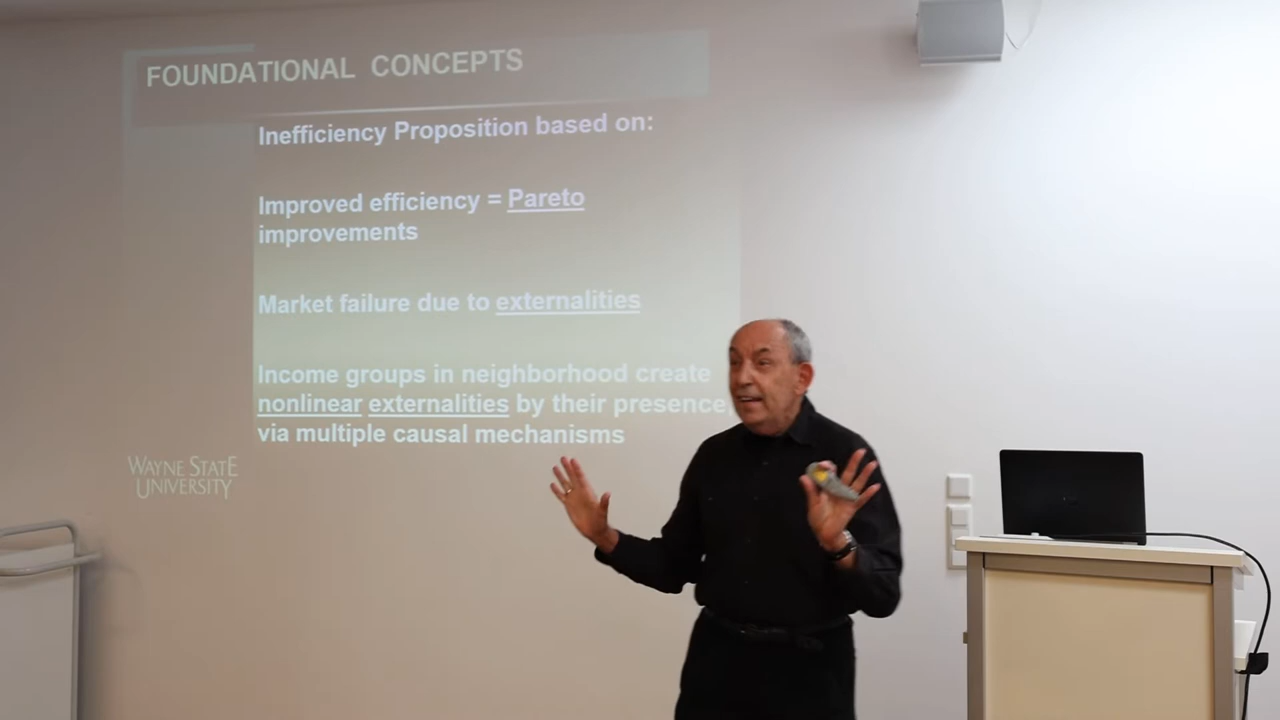 FOUNDATIONAL CONCEPTS
Inefficiency Proposition based on:
Improved efficiency = Pareto
improvements
Market failure due to externalities
Income groups in neighborhood create
nonlinear externalities by their presence,
via multiple causal mechanisms
WAYNE STATE
UNIVERSITY